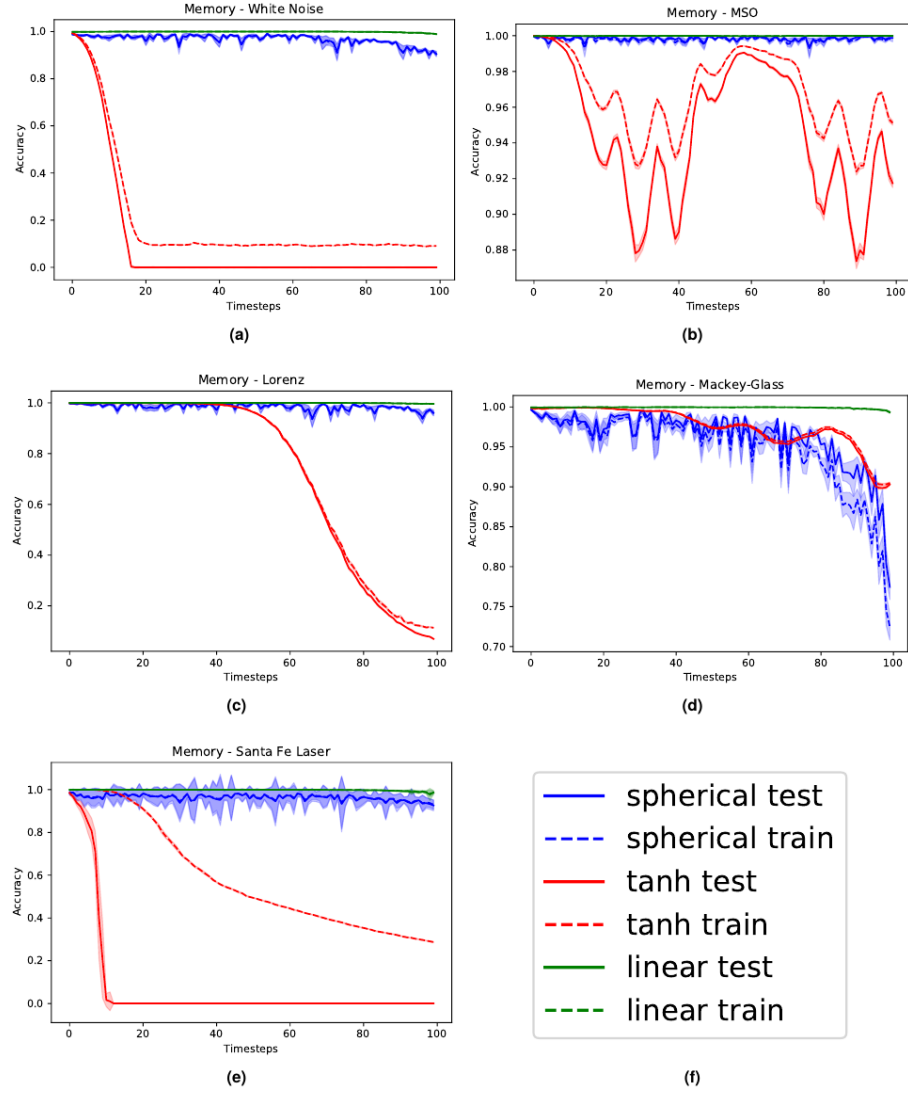 Memory - White Noise
1.0
0.8
0.6
0.4
0.2
0.0
Accuracy
0 20 40 60 80 100
Timesteps
(a)
Memory - MSO
1.00
0.98
0.96
0.94
0.92
0.90
0.88
Accuracy
0 20 40 60 80 100
Timesteps
(b)
Memory - Lorenz
1.0
0.8
0.6
0.4
0.2
Accuracy
0 20 40 60 80 100
Timesteps
(c)
Memory - Mackey-Glass
1.00
0.95
0.90
0.85
0.80
0.75
0.70
Accuracy
0 20 40 60 80 100
Timesteps
(d)
Memory - Santa Fe Laser
1.0
0.8
0.6
0.4
0.2
0.0
Accuracy
0 20 40 60 80 100
Timesteps
(e)
spherical test
spherical train
tanh test
tanh train
linear test
linear train
(f)